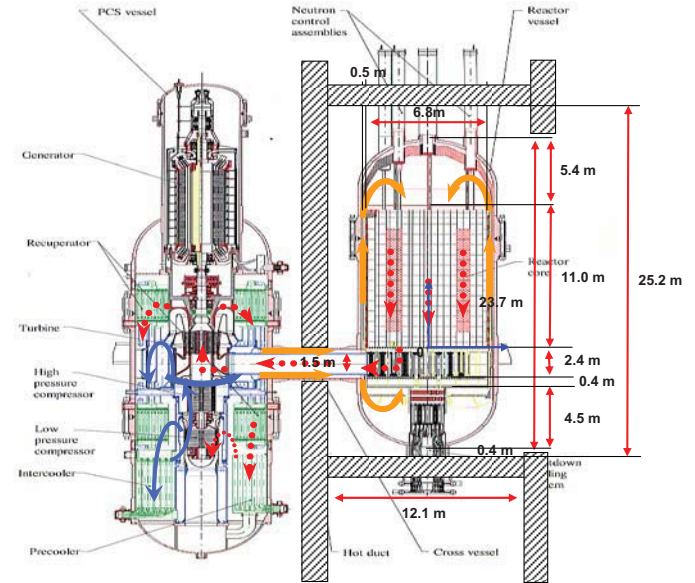 PCS vessel
Neutron
control
assemblies
Reactor
vessel
0.5 m
6.8m
Generator
5.4 m
Recuperator
Reactor
core
11.0 m
25.2 m
23.7 m
Turbine
0
1.5 m
2.4 m
High
pressure
compressor
0.4 m
4.5 m
Low
pressure
compressor
0.4 m
Intercooler
12.1 m
Precooler
Hot duct
Cross vessel